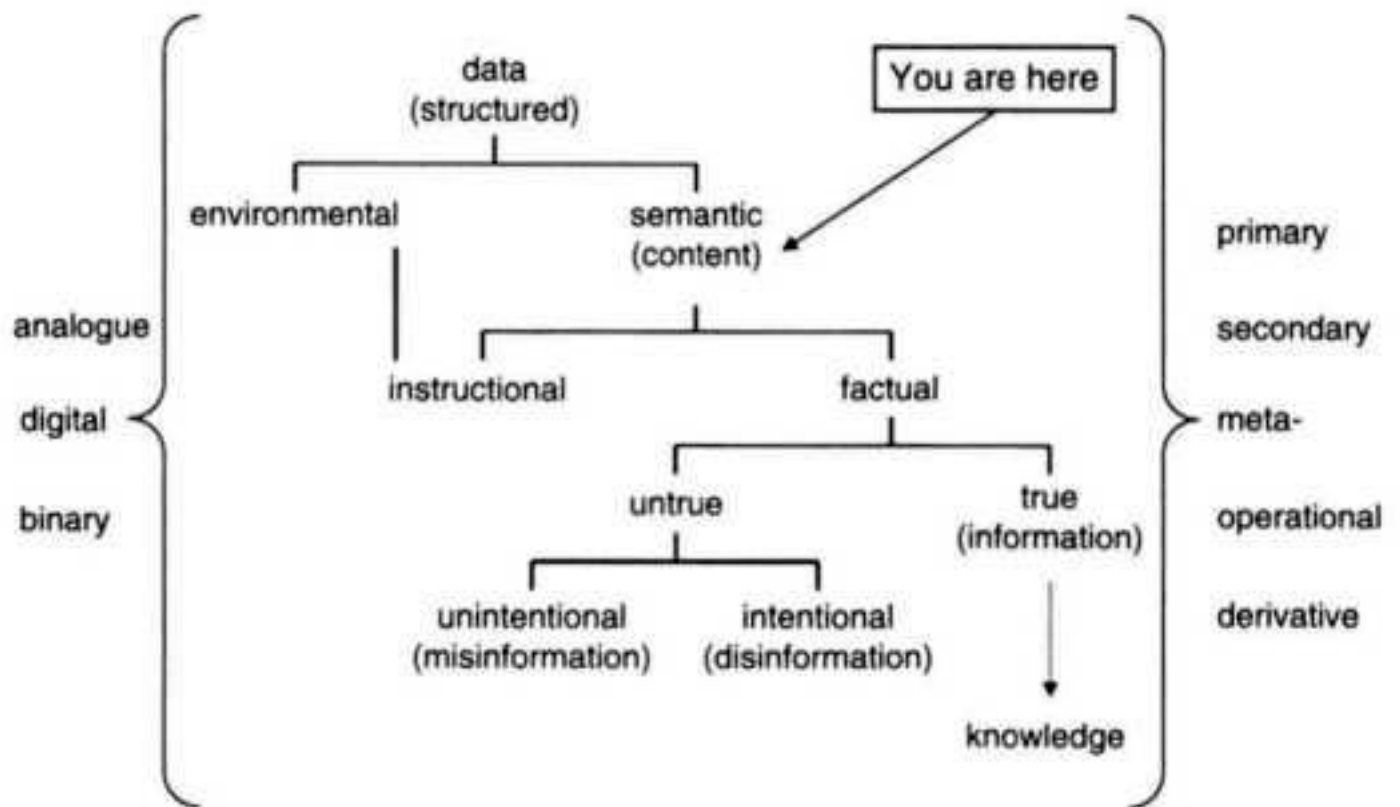 data
(structured)
You are here
environmental
semantic
(content)
primary
analogue
secondary
instructional
factual
digital
meta-
untrue
true
(information)
binary
operational
unintentional
(misinformation)
intentional
(disinformation)
derivative
knowledge